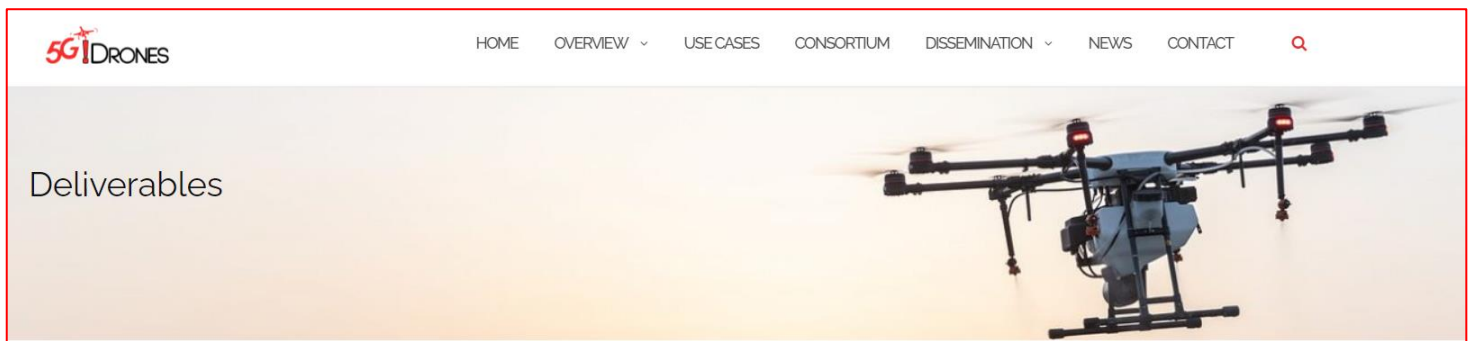 5G!DRONES HOME OVERVIEW USE CASES CONSORTIUM DISSEMINATION NEWS CONTACT
Deliverables